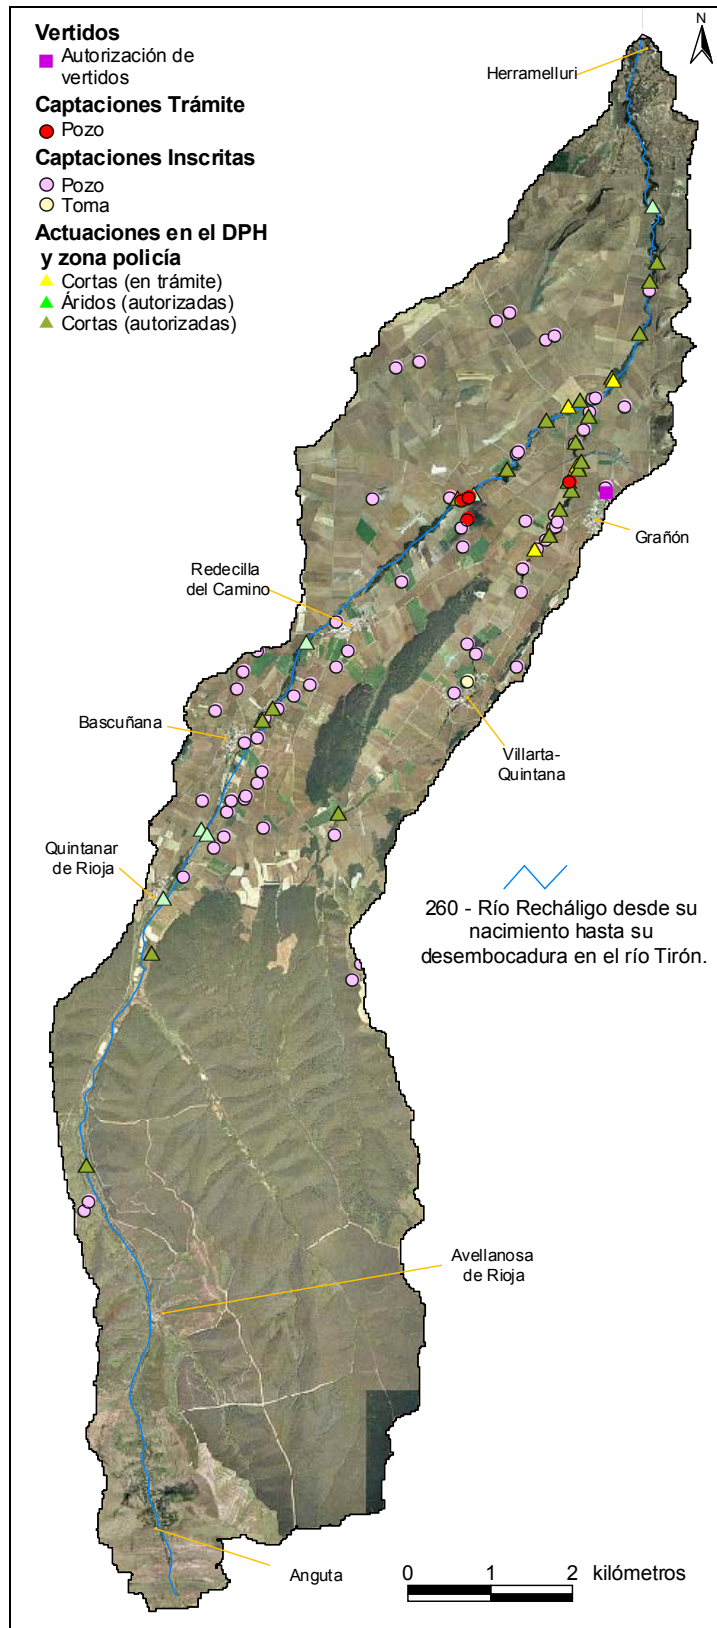 Vertidos
Autorización de
vertidos
Captaciones Trámite
Pozo
Captaciones Inscritas
Pozo
Toma
Actuaciones en el DPH
y zona policía
Cortas (en trámite)
Áridos (autorizadas)
Cortas (autorizadas)
N
Herramelluri
Grañón
Redecilla
del Camino
Bascuñana
Villarta-
Quintana
Quintanar
de Rioja
260 - Río Recháligo desde su
nacimiento hasta su
desembocadura en el río Tirón.
Avellanosa
de Rioja
Anguta
0 1 2 kilómetros